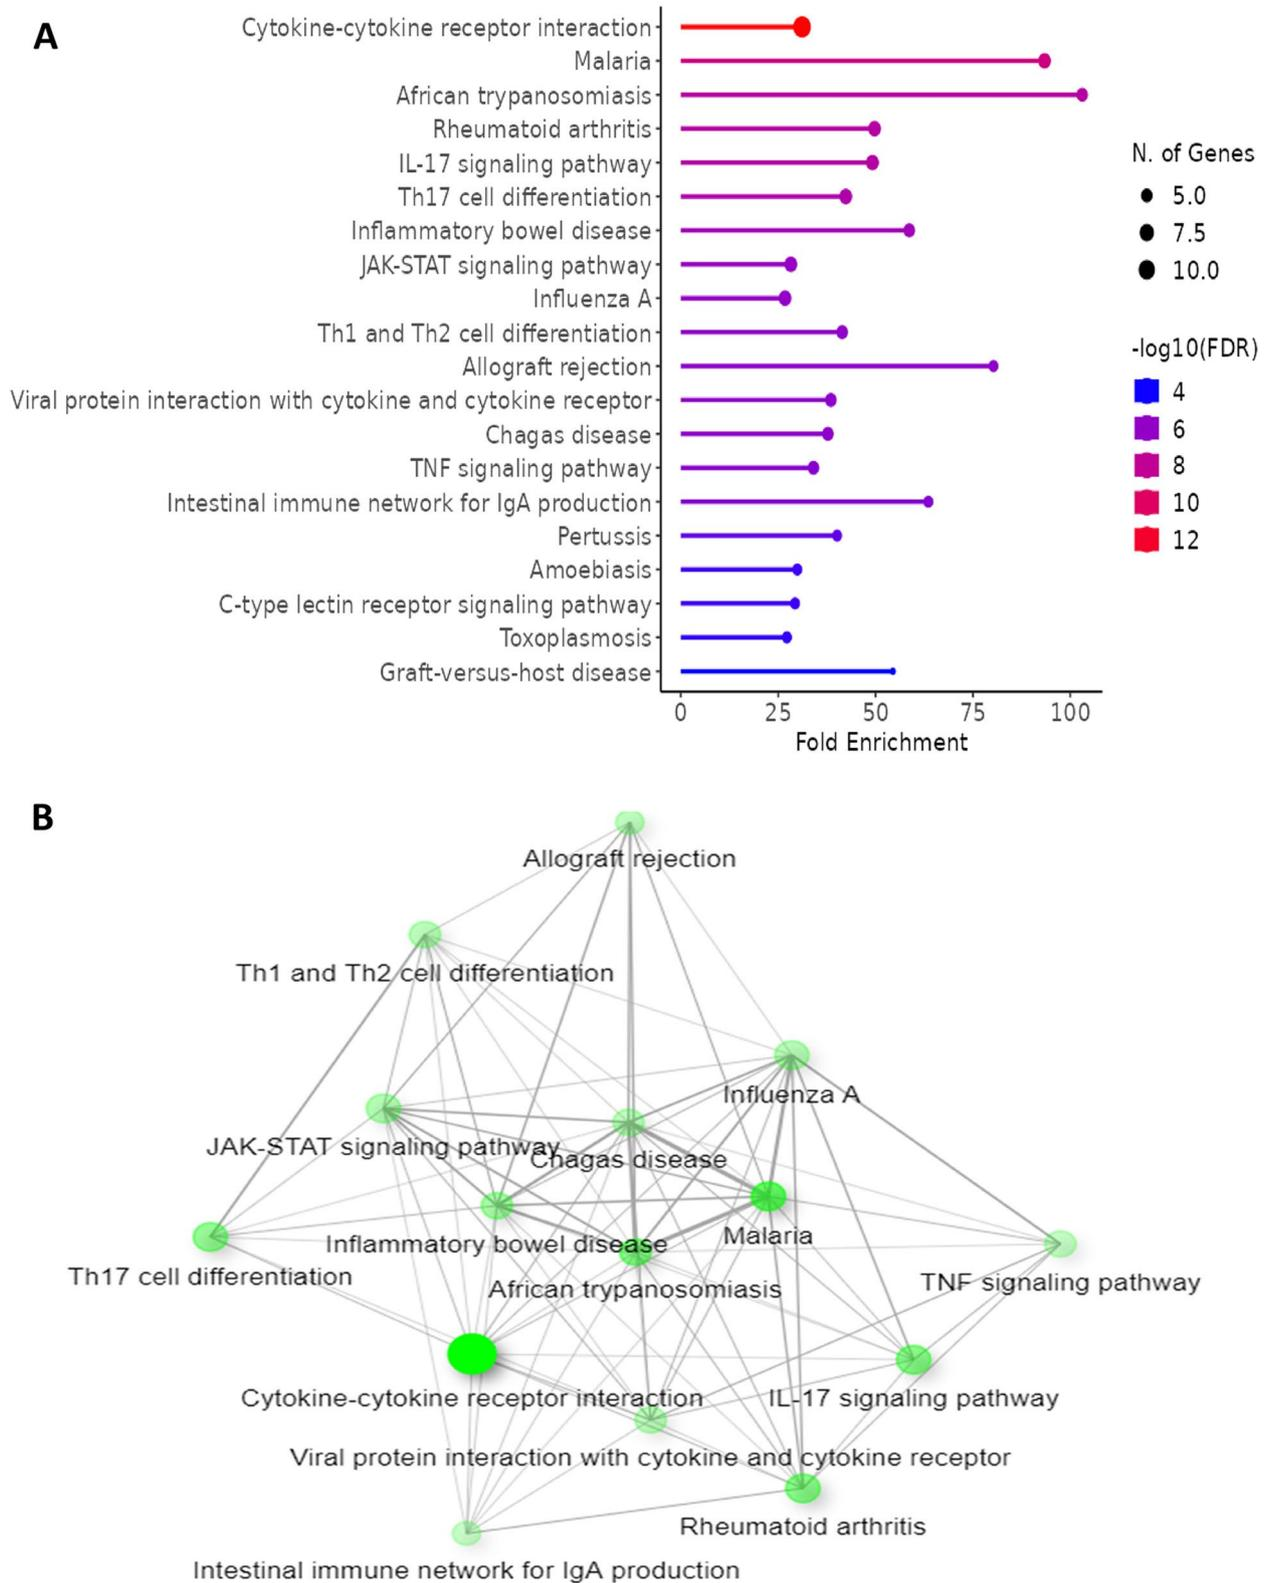 A
Cytokine-cytokine receptor interaction
Malaria
African trypanosomiasis
Rheumatoid arthritis
IL-17 signaling pathway
Th17 cell differentiation
Inflammatory bowel disease
JAK-STAT signaling pathway
Influenza A
Th1 and Th2 cell differentiation
Allograft rejection
Viral protein interaction with cytokine and cytokine receptor
Chagas disease
TNF signaling pathway
Intestinal immune network for IgA production
Pertussis
Amoebiasis
C-type lectin receptor signaling pathway
Toxoplasmosis
Graft-versus-host disease
0 25 50 75 100
Fold Enrichment
N. of Genes
5.0
7.5
10.0
-log10(FDR)
4
6
8
10
12
B
Allograft rejection
Th1 and Th2 cell differentiation
Influenza A
JAK-STAT signaling pathway
Chagas disease
Malaria
Inflammatory bowel disease
Th17 cell differentiation
African trypanosomiasis
TNF signaling pathway
Cytokine-cytokine receptor interaction
IL-17 signaling pathway
Viral protein interaction with cytokine and cytokine receptor
Rheumatoid arthritis
Intestinal immune network for IgA production